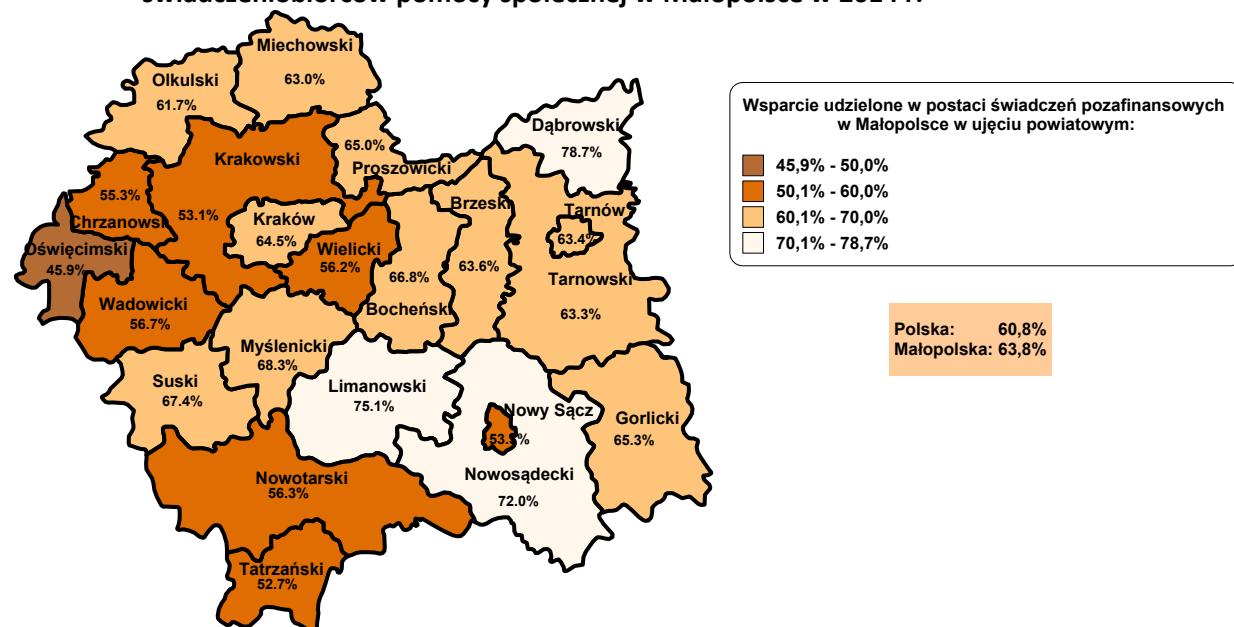 świadczeniobiorców pomocy społecznej w Małopolsce w 2014 r.
Miechowski
63.0%
Olkulski
61.7%
Dąbrowski
78.7%
65.0%
Proszowicki
Krakowski
53.1%
55.3%
Chrzanowski
Kraków
64.5%
Brzeski
63.6%
Tarnów
63.4%
Oświęcimski
45.9%
Wielicki
56.2%
66.8%
Bocheński
Tarnowski
63.3%
Wadowicki
56.7%
Myślenicki
68.3%
Suski
67.4%
Limanowski
75.1%
Nowy Sącz
Gorlicki
65.3%
Nowosądecki
72.0%
Nowotarski
56.3%
Tatrzański
52.7%
Wsparcie udzielone w postaci świadczeń pozafinansowych
w Małopolsce w ujęciu powiatowym:
45,9% - 50,0%
50,1% - 60,0%
60,1% - 70,0%
70,1% - 78,7%
Polska: 60,8%
Małopolska: 63,8%